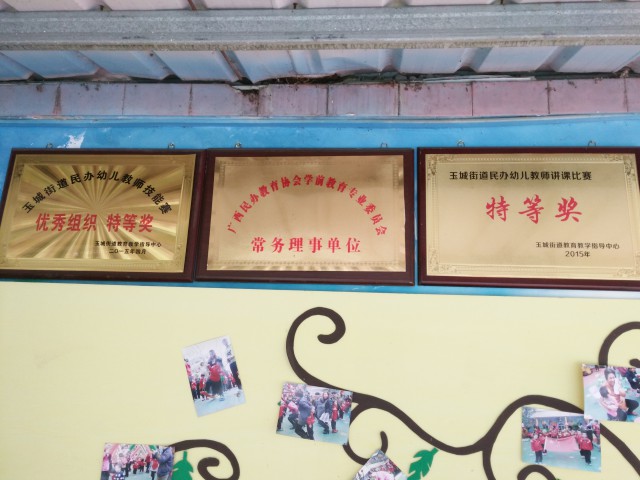 玉城街道民办幼儿教师技能赛
优秀组织 特等奖
玉城街道教育教学指导中心
二〇一五年四月
广西民办教育协会学前教育专业委员会
常务理事单位
玉城街道民办幼儿教师讲课比赛
特等奖
玉城街道教育教学指导中心
2015年